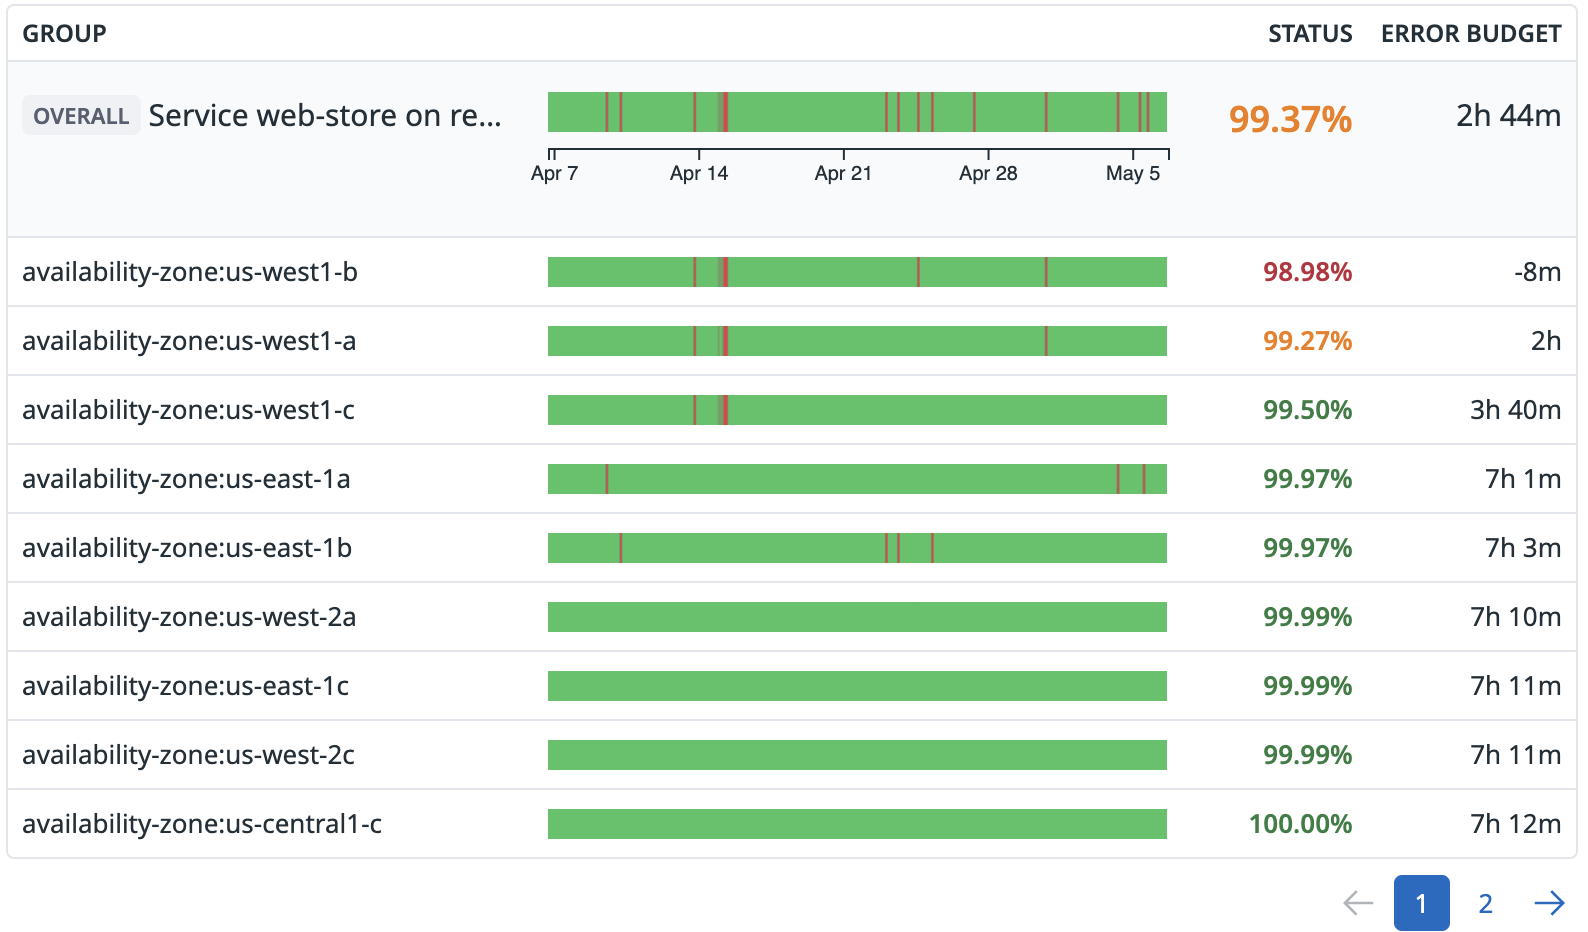 GROUP STATUS ERROR BUDGET
OVERALL Service web-store on re... 99.37% 2h 44m
Apr 7 Apr 14 Apr 21 Apr 28 May 5
availability-zone:us-west1-b 98.98% -8m
availability-zone:us-west1-a 99.27% 2h
availability-zone:us-west1-c 99.50% 3h 40m
availability-zone:us-east-1a 99.97% 7h 1m
availability-zone:us-east-1b 99.97% 7h 3m
availability-zone:us-west-2a 99.99% 7h 10m
availability-zone:us-east-1c 99.99% 7h 11m
availability-zone:us-west-2c 99.99% 7h 11m
availability-zone:us-central1-c 100.00% 7h 12m
← 1 2 →